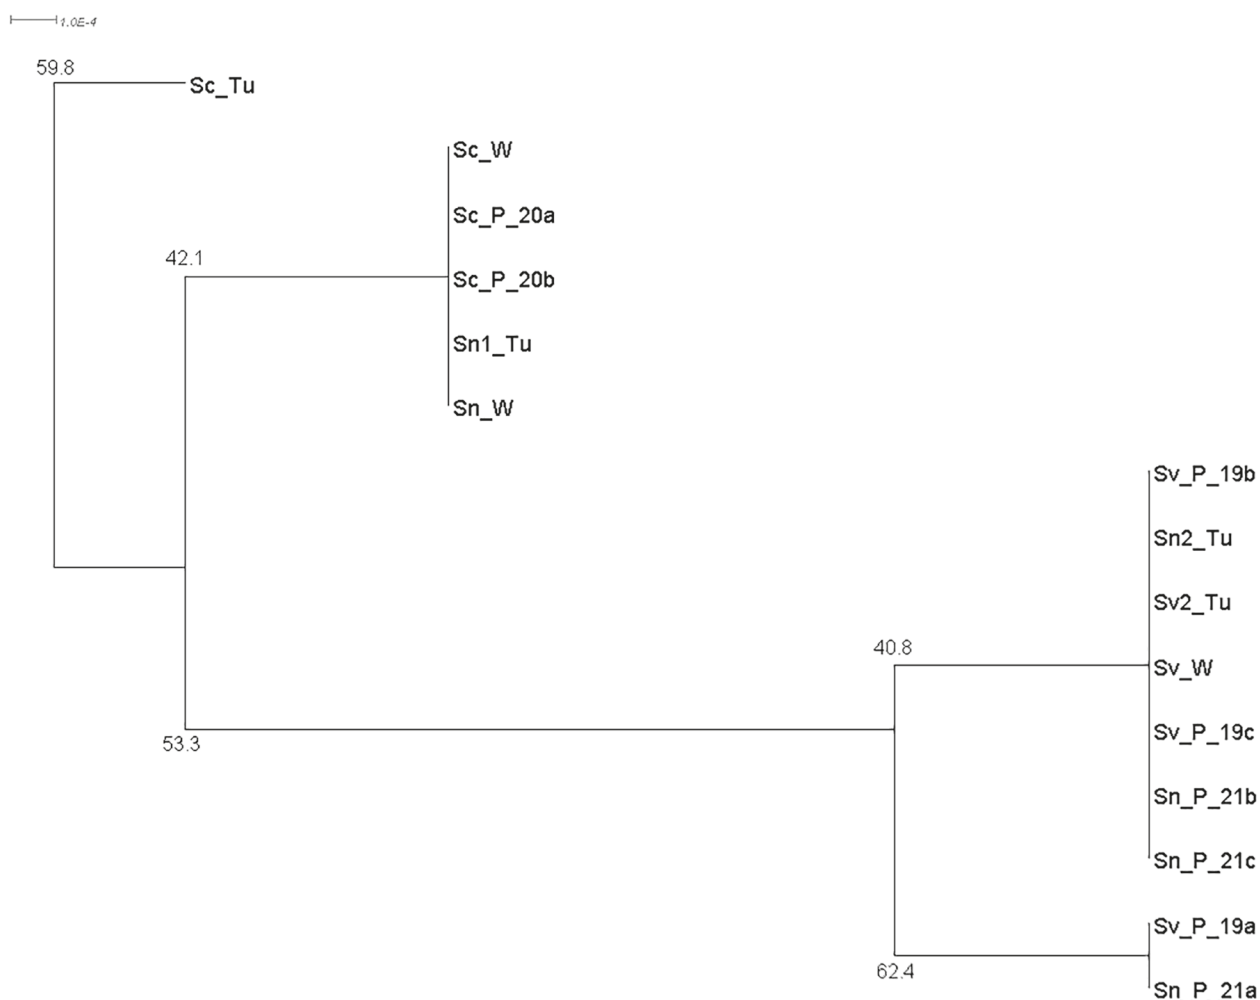 1.0E-4
59.8
Sc_Tu
Sc_W
Sc_P_20a
42.1
Sc_P_20b
Sn1_Tu
Sn_W
Sv_P_19b
Sn2_Tu
Sv2_Tu
40.8
Sv_W
53.3
Sv_P_19c
Sn_P_21b
Sn_P_21c
Sv_P_19a
62.4
Sn_P_21a